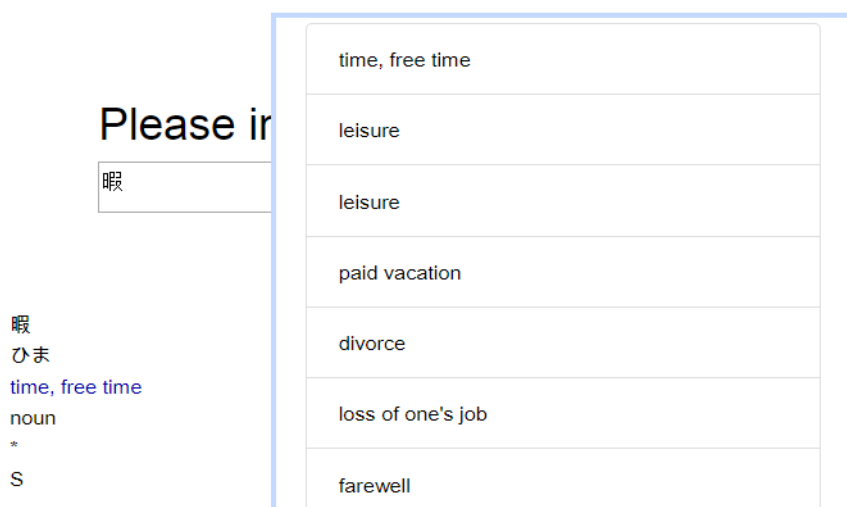 Please in
暇
暇
ひま
time, free time
noun
*
S
time, free time
leisure
leisure
paid vacation
divorce
loss of one's job
farewell